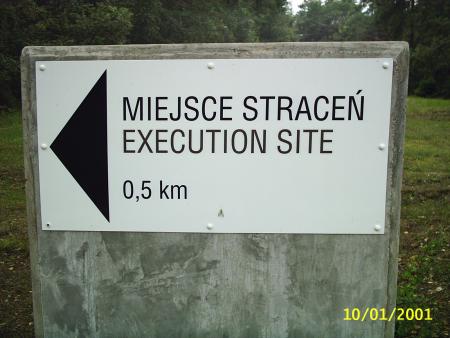 MIEJSCE STRACEŃ
EXECUTION SITE
0,5 km
10/01/2001